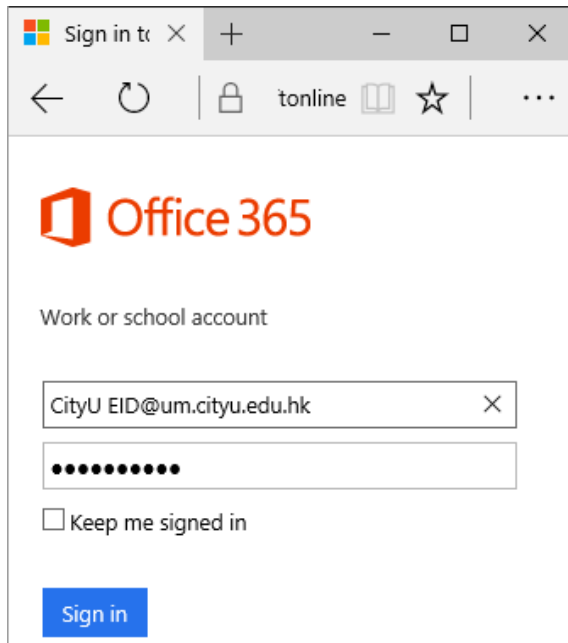 Sign in to
tonline
Office 365
Work or school account
CityU EID@um.cityu.edu.hk
Keep me signed in
Sign in